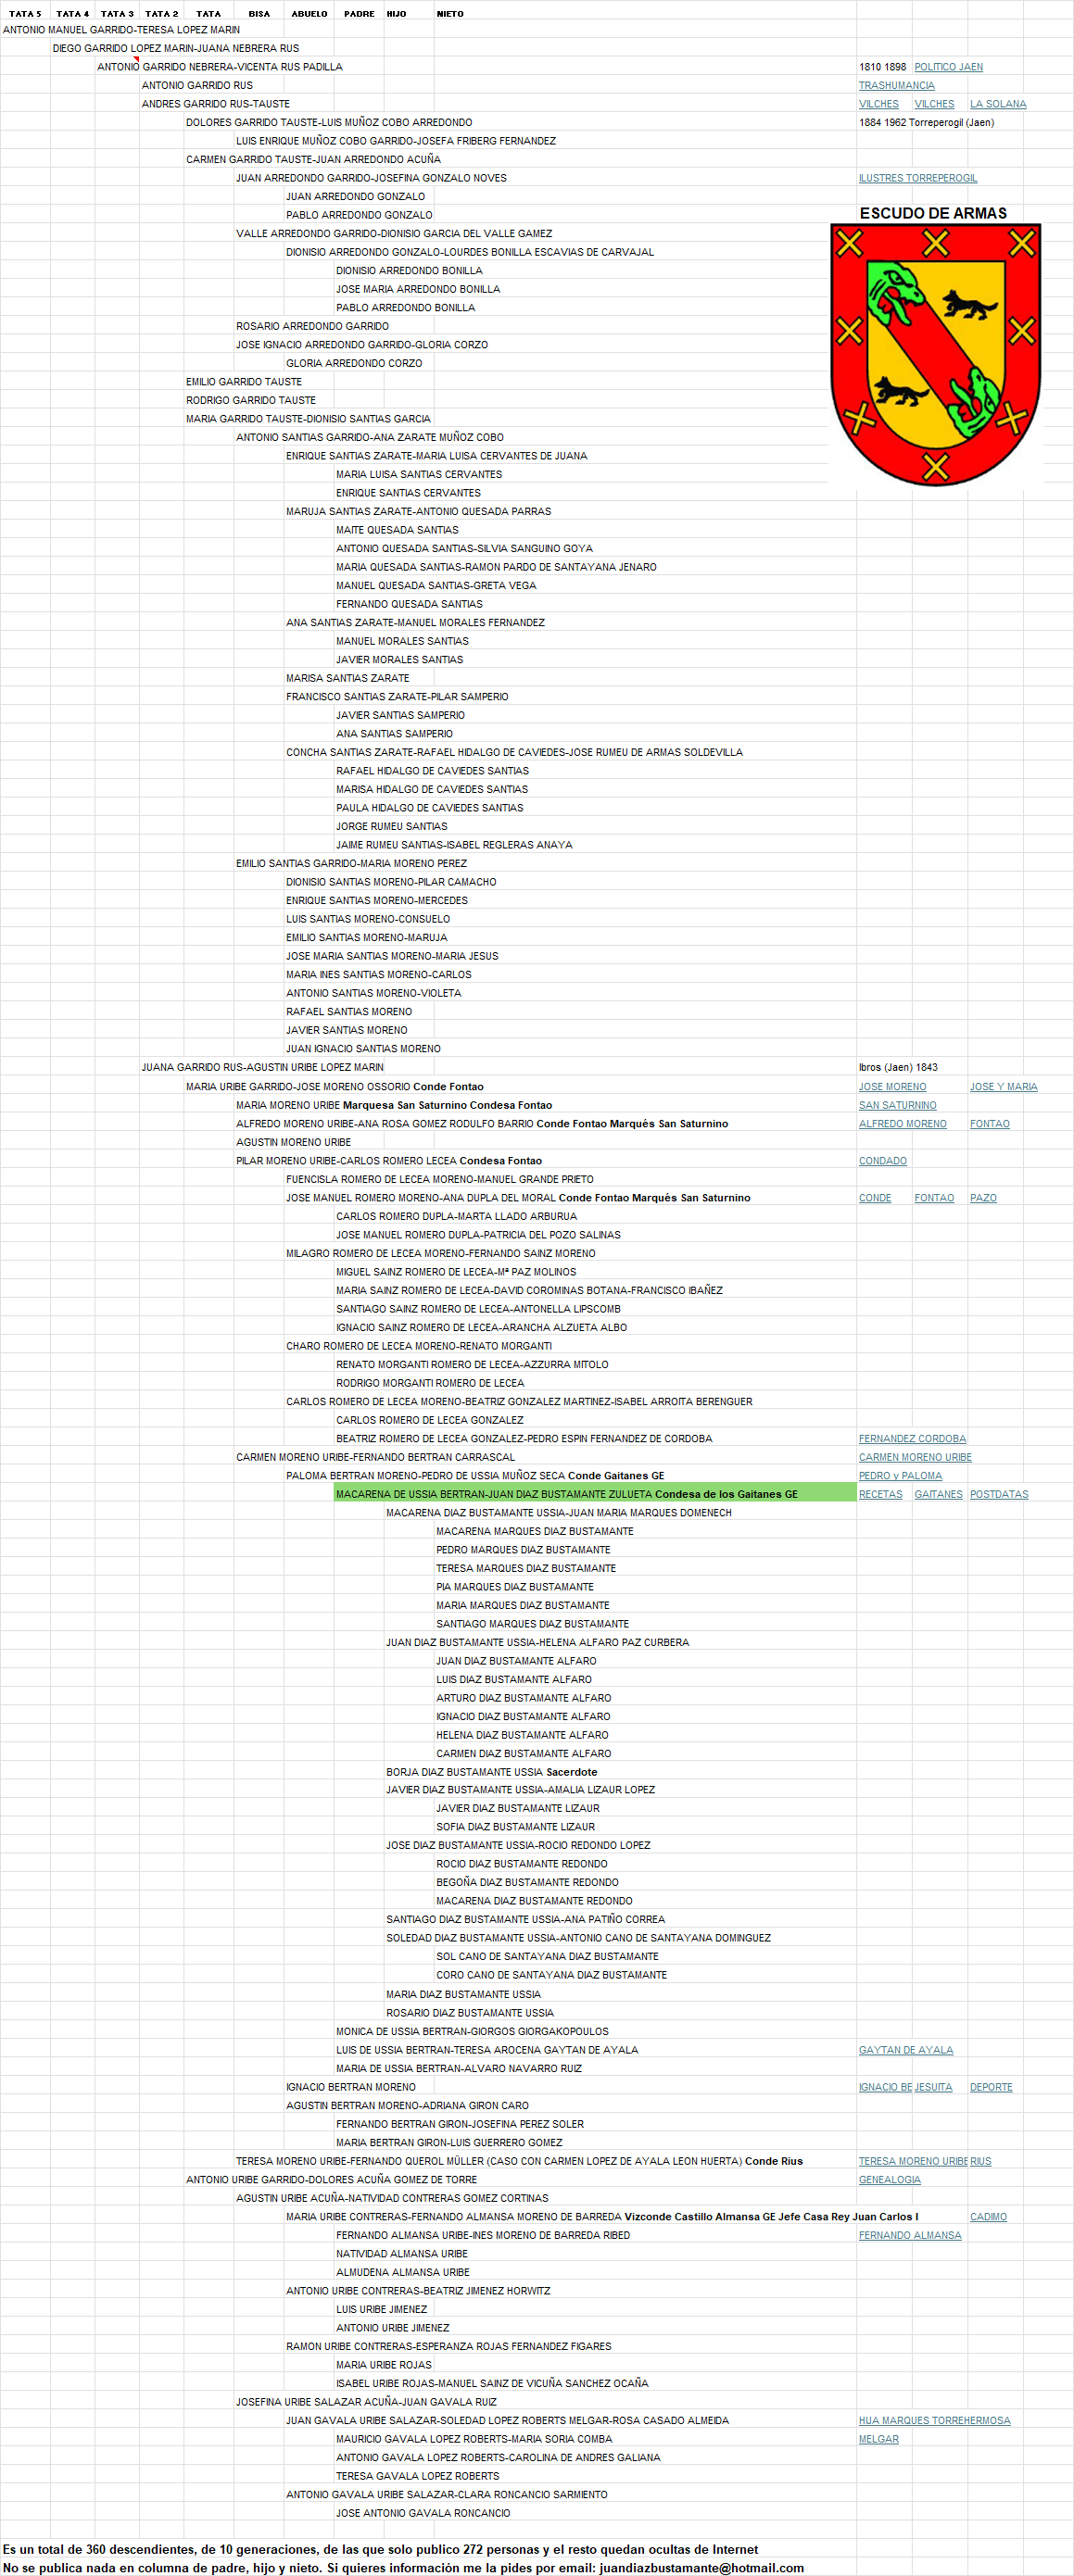 TATA 5 TATA 4 TATA 3 TATA 2 TATA BISA ABUELO PADRE HIJO NIETO
ANTONIO MANUEL GARRIDO-TERESA LOPEZ MARIN
DIEGO GARRIDO LOPEZ MARIN-JUANA NEBRERA RUS
ANTONIO GARRIDO NEBRERA-VICENTA RUS PADILLA 1810 1898 POLITICO JAEN
ANTONIO GARRIDO RUS TRASHUMANCIA
ANDRES GARRIDO RUS-TAUSTE VILCHES VILCHES LA SOLANA
DOLORES GARRIDO TAUSTE-LUIS MUÑOZ COBO ARREDONDO 1884 1962 Torreperogil (Jaen)
LUIS ENRIQUE MUÑOZ COBO GARRIDO-JOSEFA FRIBERG FERNANDEZ
CARMEN GARRIDO TAUSTE-JUAN ARREDONDO ACUÑA
JUAN ARREDONDO GARRIDO-JOSEFINA GONZALO NOVES ILUSTRES TORREPEROGIL
JUAN ARREDONDO GONZALO
PABLO ARREDONDO GONZALO ESCUDO DE ARMAS
VALLE ARREDONDO GARRIDO-DIONISIO GARCIA DEL VALLE GAMEZ
DIONISIO ARREDONDO GONZALO-LOURDES BONILLA ESCAVIAS DE CARVAJAL
DIONISIO ARREDONDO BONILLA
JOSE MARIA ARREDONDO BONILLA
PABLO ARREDONDO BONILLA
ROSARIO ARREDONDO GARRIDO
JOSE IGNACIO ARREDONDO GARRIDO-GLORIA CORZO
GLORIA ARREDONDO CORZO
EMILIO GARRIDO TAUSTE
RODRIGO GARRIDO TAUSTE
MARIA GARRIDO TAUSTE-DIONISIO SANTIAS GARCIA
ANTONIO SANTIAS GARRIDO-ANA ZARATE MUÑOZ COBO
ENRIQUE SANTIAS ZARATE-MARIA LUISA CERVANTES DE JUANA
MARIA LUISA SANTIAS CERVANTES
ENRIQUE SANTIAS CERVANTES
MARUJA SANTIAS ZARATE-ANTONIO QUESADA PARRAS
MAITE QUESADA SANTIAS
ANTONIO QUESADA SANTIAS-SILVIA SANGUINO GOYA
MARIA QUESADA SANTIAS-RAMON PARDO DE SANTAYANA JENARO
MANUEL QUESADA SANTIAS-GRETA VEGA
FERNANDO QUESADA SANTIAS
ANA SANTIAS ZARATE-MANUEL MORALES FERNANDEZ
MANUEL MORALES SANTIAS
JAVIER MORALES SANTIAS
MARISA SANTIAS ZARATE
FRANCISCO SANTIAS ZARATE-PILAR SAMPERIO
JAVIER SANTIAS SAMPERIO
ANA SANTIAS SAMPERIO
CONCHA SANTIAS ZARATE-RAFAEL HIDALGO DE CAVIEDES-JOSE RUMEU DE ARMAS SOLDEVILLA
RAFAEL HIDALGO DE CAVIEDES SANTIAS
MARISA HIDALGO DE CAVIEDES SANTIAS
PAULA HIDALGO DE CAVIEDES SANTIAS
JORGE RUMEU SANTIAS
JAIME RUMEU SANTIAS-ISABEL REGLERAS ANAYA
EMILIO SANTIAS GARRIDO-MARIA MORENO PEREZ
DIONISIO SANTIAS MORENO-PILAR CAMACHO
ENRIQUE SANTIAS MORENO-MERCEDES
LUIS SANTIAS MORENO-CONSUELO
EMILIO SANTIAS MORENO-MARUJA
JOSE MARIA SANTIAS MORENO-MARIA JESUS
MARIA INES SANTIAS MORENO-CARLOS
ANTONIO SANTIAS MORENO-VIOLETA
RAFAEL SANTIAS MORENO
JAVIER SANTIAS MORENO
JUAN IGNACIO SANTIAS MORENO
JUANA GARRIDO RUS-AGUSTIN URIBE LOPEZ MARIN Ibros (Jaen) 1843
MARIA URIBE GARRIDO-JOSE MORENO OSSORIO Conde Fontao JOSE MORENO JOSE Y MARIA
MARIA MORENO URIBE Marquesa San Saturnino Condesa Fontao SAN SATURNINO
ALFREDO MORENO URIBE-ANA ROSA GOMEZ RODULFO BARRIO Conde Fontao Marqués San Saturnino ALFREDO MORENO FONTAO
AGUSTIN MORENO URIBE
PILAR MORENO URIBE-CARLOS ROMERO LECEA Condesa Fontao CONDADO
FUENCISLA ROMERO DE LECEA MORENO-MANUEL GRANDE PRIETO
JOSE MANUEL ROMERO MORENO-ANA DUPLA DEL MORAL Conde Fontao Marqués San Saturnino CONDE FONTAO PAZO
CARLOS ROMERO DUPLA-MARTA LLADO ARBURUA
JOSE MANUEL ROMERO DUPLA-PATRICIA DEL POZO SALINAS
MILAGRO ROMERO DE LECEA MORENO-FERNANDO SAINZ MORENO
MIGUEL SAINZ ROMERO DE LECEA-Mª PAZ MOLINOS
MARIA SAINZ ROMERO DE LECEA-DAVID COROMINAS BOTANA-FRANCISCO IBAÑEZ
SANTIAGO SAINZ ROMERO DE LECEA-ANTONELLA LIPSCOMB
IGNACIO SAINZ ROMERO DE LECEA-ARANCHA ALZUETA ALBO
CHARO ROMERO DE LECEA MORENO-RENATO MORGANTI
RENATO MORGANTI ROMERO DE LECEA-AZZURRA MITOLO
RODRIGO MORGANTI ROMERO DE LECEA
CARLOS ROMERO DE LECEA MORENO-BEATRIZ GONZALEZ MARTINEZ-ISABEL ARROITA BERENGUER
CARLOS ROMERO DE LECEA GONZALEZ
BEATRIZ ROMERO DE LECEA GONZALEZ-PEDRO ESPIN FERNANDEZ DE CORDOBA FERNANDEZ CORDOBA
CARMEN MORENO URIBE-FERNANDO BERTRAN CARRASCAL CARMEN MORENO URIBE
PALOMA BERTRAN MORENO-PEDRO DE USSIA MUÑOZ SECA Conde Gaitanes GE PEDRO y PALOMA
MACARENA DE USSIA BERTRAN-JUAN DIAZ BUSTAMANTE ZULUETA Condesa de los Gaitanes GE RECETAS GAITANES POSTDATAS
MACARENA DIAZ BUSTAMANTE USSIA-JUAN MARIA MARQUES DOMENECH
MACARENA MARQUES DIAZ BUSTAMANTE
PEDRO MARQUES DIAZ BUSTAMANTE
TERESA MARQUES DIAZ BUSTAMANTE
PIA MARQUES DIAZ BUSTAMANTE
MARIA MARQUES DIAZ BUSTAMANTE
SANTIAGO MARQUES DIAZ BUSTAMANTE
JUAN DIAZ BUSTAMANTE USSIA-HELENA ALFARO PAZ CURBERA
JUAN DIAZ BUSTAMANTE ALFARO
LUIS DIAZ BUSTAMANTE ALFARO
ARTURO DIAZ BUSTAMANTE ALFARO
IGNACIO DIAZ BUSTAMANTE ALFARO
HELENA DIAZ BUSTAMANTE ALFARO
CARMEN DIAZ BUSTAMANTE ALFARO
BORJA DIAZ BUSTAMANTE USSIA Sacerdote
JAVIER DIAZ BUSTAMANTE USSIA-AMALIA LIZAUR LOPEZ
JAVIER DIAZ BUSTAMANTE LIZAUR
SOFIA DIAZ BUSTAMANTE LIZAUR
JOSE DIAZ BUSTAMANTE USSIA-ROCIO REDONDO LOPEZ
ROCIO DIAZ BUSTAMANTE REDONDO
BEGOÑA DIAZ BUSTAMANTE REDONDO
MACARENA DIAZ BUSTAMANTE REDONDO
SANTIAGO DIAZ BUSTAMANTE USSIA-ANA PATIÑO CORREA
SOLEDAD DIAZ BUSTAMANTE USSIA-ANTONIO CANO DE SANTAYANA DOMINGUEZ
SOL CANO DE SANTAYANA DIAZ BUSTAMANTE
CORO CANO DE SANTAYANA DIAZ BUSTAMANTE
MARIA DIAZ BUSTAMANTE USSIA
ROSARIO DIAZ BUSTAMANTE USSIA
MONICA DE USSIA BERTRAN-GIORGOS GIORGAKOPOULOS
LUIS DE USSIA BERTRAN-TERESA AROCENA GAYTAN DE AYALA GAYTAN DE AYALA
MARIA DE USSIA BERTRAN-ALVARO NAVARRO RUIZ
IGNACIO BERTRAN MORENO IGNACIO BE JESUITA DEPORTE
AGUSTIN BERTRAN MORENO-ADRIANA GIRON CARO
FERNANDO BERTRAN GIRON-JOSEFINA PEREZ SOLER
MARIA BERTRAN GIRON-LUIS GUERRERO GOMEZ
TERESA MORENO URIBE-FERNANDO QUEROL MÜLLER (CASO CON CARMEN LOPEZ DE AYALA LEON HUERTA) Conde Rius TERESA MORENO URIBE RIUS
ANTONIO URIBE GARRIDO-DOLORES ACUÑA GOMEZ DE TORRE GENEALOGIA
AGUSTIN URIBE ACUÑA-NATIVIDAD CONTRERAS GOMEZ CORTINAS
MARIA URIBE CONTRERAS-FERNANDO ALMANSA MORENO DE BARREDA Vizconde Castillo Almansa GE Jefe Casa Rey Juan Carlos I CADIMO
FERNANDO ALMANSA URIBE-INES MORENO DE BARREDA RIBED FERNANDO ALMANSA
NATIVIDAD ALMANSA URIBE
ALMUDENA ALMANSA URIBE
ANTONIO URIBE CONTRERAS-BEATRIZ JIMENEZ HORWITZ
LUIS URIBE JIMENEZ
ANTONIO URIBE JIMENEZ
RAMON URIBE CONTRERAS-ESPERANZA ROJAS FERNANDEZ FIGARES
MARIA URIBE ROJAS
ISABEL URIBE ROJAS-MANUEL SAINZ DE VICUÑA SANCHEZ OCAÑA
JOSEFINA URIBE SALAZAR ACUÑA-JUAN GAVALA RUIZ
JUAN GAVALA URIBE SALAZAR-SOLEDAD LOPEZ ROBERTS MELGAR-ROSA CASADO ALMEIDA HIJA MARQUES TORREHERMOSA
MAURICIO GAVALA LOPEZ ROBERTS-MARIA SORIA COMBA MELGAR
ANTONIO GAVALA LOPEZ ROBERTS-CAROLINA DE ANDRES GALIANA
TERESA GAVALA LOPEZ ROBERTS
ANTONIO GAVALA URIBE SALAZAR-CLARA RONCANCIO SARMIENTO
JOSE ANTONIO GAVALA RONCANCIO
Es un total de 360 descendientes, de 10 generaciones, de las que solo publico 272 personas y el resto quedan ocultas de Internet
No se publica nada en columna de padre, hijo y nieto. Si quieres información me la pides por email: juandiazbustamante@hotmail.com